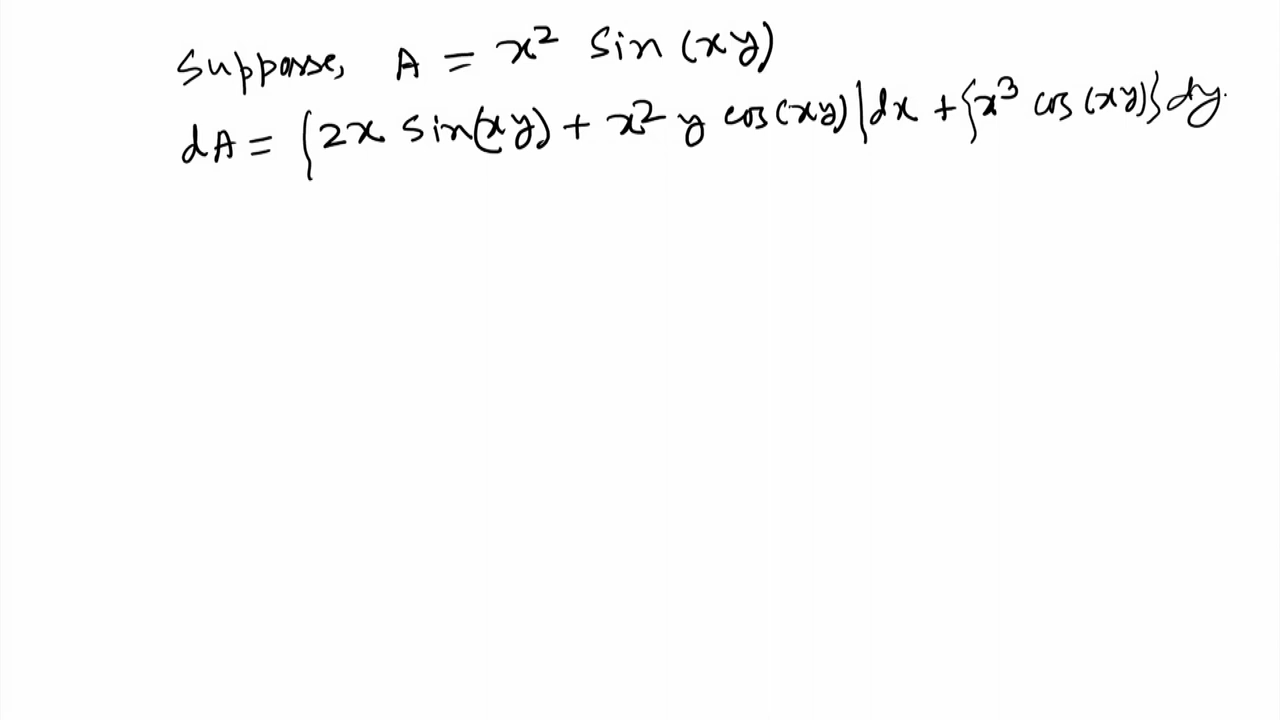 Suppose, A = x² sin (xy)
dA = {2x sin(xy) + x² y cos(xy)}dx + {x³ cos(xy)}dy.